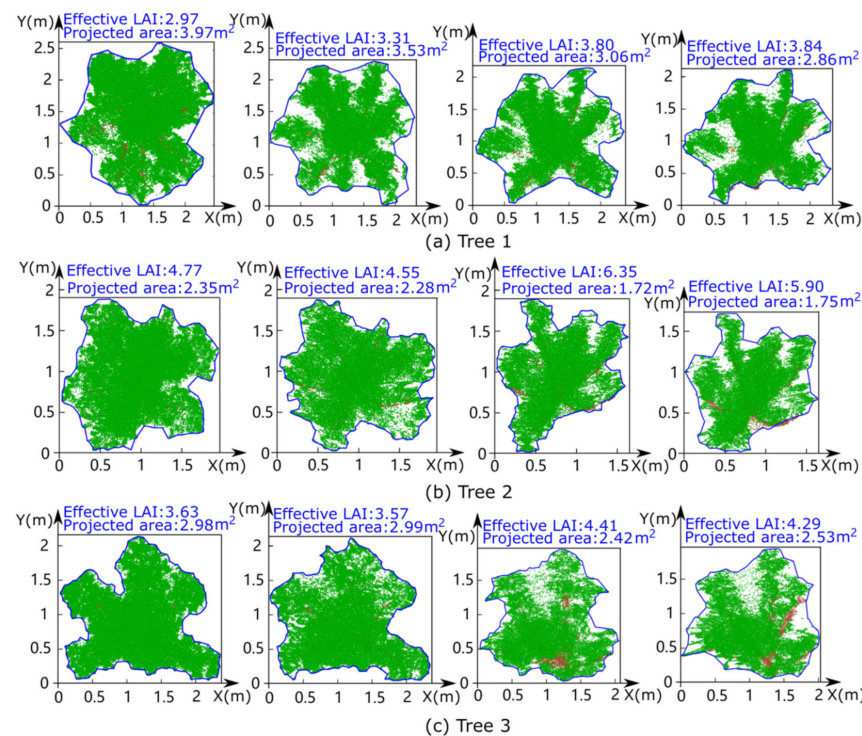 Y(m)
Effective LAI:2.97
Projected area:3.97m²
2.5
2
1.5
1
0.5
0
0 0.5 1 1.5 2 X(m)
Y(m)
Effective LAI:3.31
Projected area:3.53m²
2
1.5
1
0.5
0
0 0.5 1 1.5 2 X(m)
Y(m)
Effective LAI:3.80
Projected area:3.06m²
2
1.5
1
0.5
0
0 0.5 1 1.5 2 X(m)
Y(m)
Effective LAI:3.84
Projected area:2.86m²
2
1.5
1
0.5
0
0 0.5 1 1.5 2 X(m)
(a) Tree 1
Y(m)
Effective LAI:4.77
Projected area:2.35m²
2
1.5
1
0.5
0
0 0.5 1 1.5 X(m)
Y(m)
Effective LAI:4.55
Projected area:2.28m²
2
1.5
1
0.5
0
0 0.5 1 1.5 X(m)
Y(m)
Effective LAI:6.35
Projected area:1.72m²
2
1.5
1
0.5
0
0 0.5 1 1.5 X(m)
Y(m)
Effective LAI:5.90
Projected area:1.75m²
1.5
1
0.5
0
0 0.5 1 1.5 X(m)
(b) Tree 2
Y(m)
Effective LAI:3.63
Projected area:2.98m²
2
1.5
1
0.5
0
0 0.5 1 1.5 2 X(m)
Y(m)
Effective LAI:3.57
Projected area:2.99m²
2
1.5
1
0.5
0
0 0.5 1 1.5 2 X(m)
Y(m)
Effective LAI:4.41
Projected area:2.42m²
1.5
1
0.5
0
0 0.5 1 1.5 2 X(m)
Y(m)
Effective LAI:4.29
Projected area:2.53m²
1.5
1
0.5
0
0 0.5 1 1.5 2 X(m)
(c) Tree 3